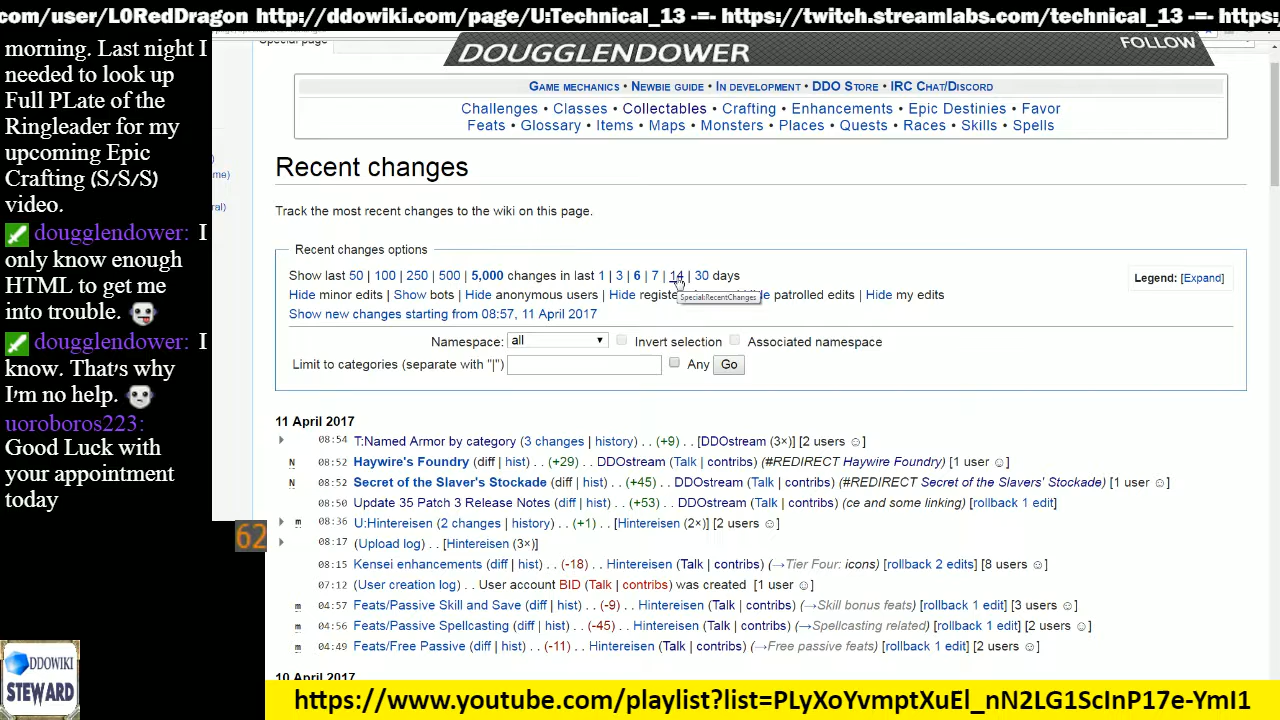 com/user/L0RedDragon http://ddowiki.com/page/U:Technical_13 -=- https://twitch.streamlabs.com/technical_13 -=- https:
morning. Last night I
needed to look up
Full PLate of the
Ringleader for my
upcoming Epic
Crafting (S/S/S)
video.
dougglendower: I
only know enough
HTML to get me
into trouble.
dougglendower: I
know. That's why
I'm no help.
uoroboros223:
Good Luck with
your appointment
today
62
DDOWIKI
STEWARD
Special page
DOUGGLENDOWER
FOLLOW
Game mechanics • Newbie guide • In development • DDO Store • IRC Chat/Discord
Challenges • Classes • Collectables • Crafting • Enhancements • Epic Destinies • Favor
Feats • Glossary • Items • Maps • Monsters • Places • Quests • Races • Skills • Spells
Recent changes
Track the most recent changes to the wiki on this page.
Recent changes options
Show last 50 | 100 | 250 | 500 | 5,000 changes in last 1 | 3 | 6 | 7 | 14 | 30 days
Legend: [Expand]
Hide minor edits | Show bots | Hide anonymous users | Hide registe patrolled edits | Hide my edits
Special:RecentChanges
Show new changes starting from 08:57, 11 April 2017
Namespace: all Invert selection Associated namespace
Limit to categories (separate with "|") Any Go
11 April 2017
08:54 T:Named Armor by category (3 changes | history) . . (+9) . . [DDOstream (3×)] [2 users ☺]
N 08:52 Haywire's Foundry (diff | hist) . . (+29) . . DDOstream (Talk | contribs) (#REDIRECT Haywire Foundry) [1 user ☺]
N 08:52 Secret of the Slaver's Stockade (diff | hist) . . (+45) . . DDOstream (Talk | contribs) (#REDIRECT Secret of the Slavers' Stockade) [1 user ☺]
08:50 Update 35 Patch 3 Release Notes (diff | hist) . . (+53) . . DDOstream (Talk | contribs) (ce and some linking) [rollback 1 edit]
m 08:36 U:Hintereisen (2 changes | history) . . (+1) . . [Hintereisen (2×)] [2 users ☺]
08:17 (Upload log) . . [Hintereisen (3×)]
08:15 Kensei enhancements (diff | hist) . . (-18) . . Hintereisen (Talk | contribs) (→Tier Four: icons) [rollback 2 edits] [8 users ☺]
07:12 (User creation log) . . User account BID (Talk | contribs) was created [1 user ☺]
m 04:57 Feats/Passive Skill and Save (diff | hist) . . (-9) . . Hintereisen (Talk | contribs) (→Skill bonus feats) [rollback 1 edit] [3 users ☺]
m 04:56 Feats/Passive Spellcasting (diff | hist) . . (-45) . . Hintereisen (Talk | contribs) (→Spellcasting related) [rollback 1 edit] [2 users ☺]
m 04:49 Feats/Free Passive (diff | hist) . . (-11) . . Hintereisen (Talk | contribs) (→Free passive feats) [rollback 1 edit] [2 users ☺]
10 April 2017
https://www.youtube.com/playlist?list=PLyXoYvmptXuEl_nN2LG1ScInP17e-YmI1